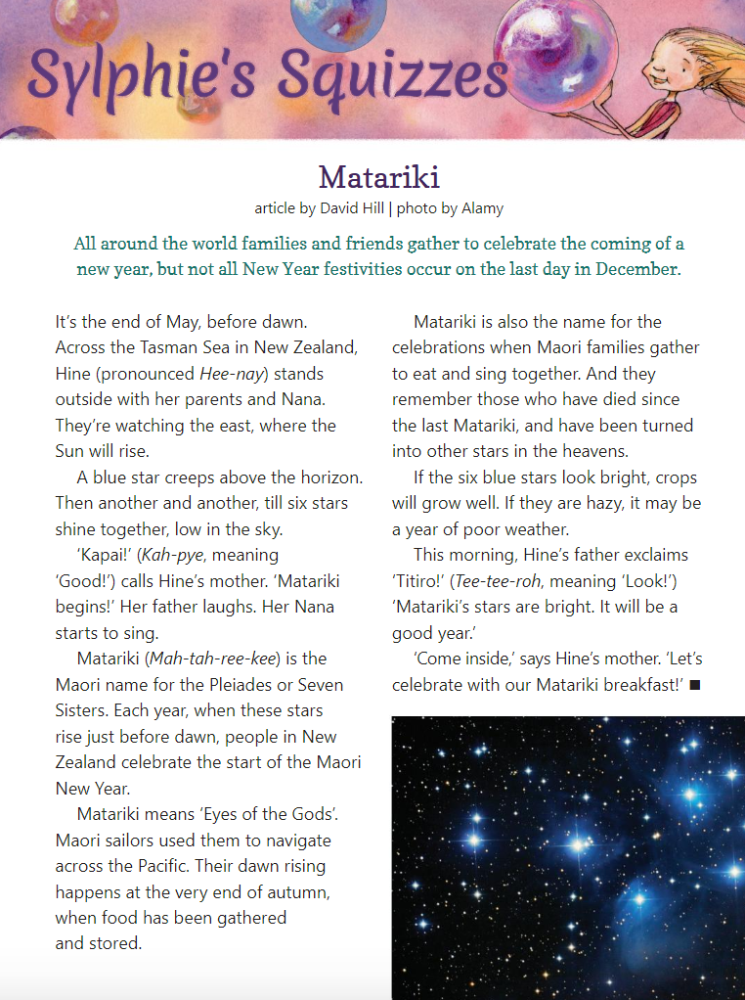 Sylphie's Squizzes
Matariki
article by David Hill | photo by Alamy
All around the world families and friends gather to celebrate the coming of a
new year, but not all New Year festivities occur on the last day in December.
It’s the end of May, before dawn.
Across the Tasman Sea in New Zealand,
Hine (pronounced Hee-nay) stands
outside with her parents and Nana.
They’re watching the east, where the
Sun will rise.
A blue star creeps above the horizon.
Then another and another, till six stars
shine together, low in the sky.
‘Kapai!’ (Kah-pye, meaning
‘Good!’) calls Hine’s mother. ‘Matariki
begins!’ Her father laughs. Her Nana
starts to sing.
Matariki (Mah-tah-ree-kee) is the
Maori name for the Pleiades or Seven
Sisters. Each year, when these stars
rise just before dawn, people in New
Zealand celebrate the start of the Maori
New Year.
Matariki means ‘Eyes of the Gods’.
Maori sailors used them to navigate
across the Pacific. Their dawn rising
happens at the very end of autumn,
when food has been gathered
and stored.
Matariki is also the name for the
celebrations when Maori families gather
to eat and sing together. And they
remember those who have died since
the last Matariki, and have been turned
into other stars in the heavens.
If the six blue stars look bright, crops
will grow well. If they are hazy, it may be
a year of poor weather.
This morning, Hine’s father exclaims
‘Titiro!’ (Tee-tee-roh, meaning ‘Look!’)
‘Matariki’s stars are bright. It will be a
good year.’
‘Come inside,’ says Hine’s mother. ‘Let’s
celebrate with our Matariki breakfast!’ ■